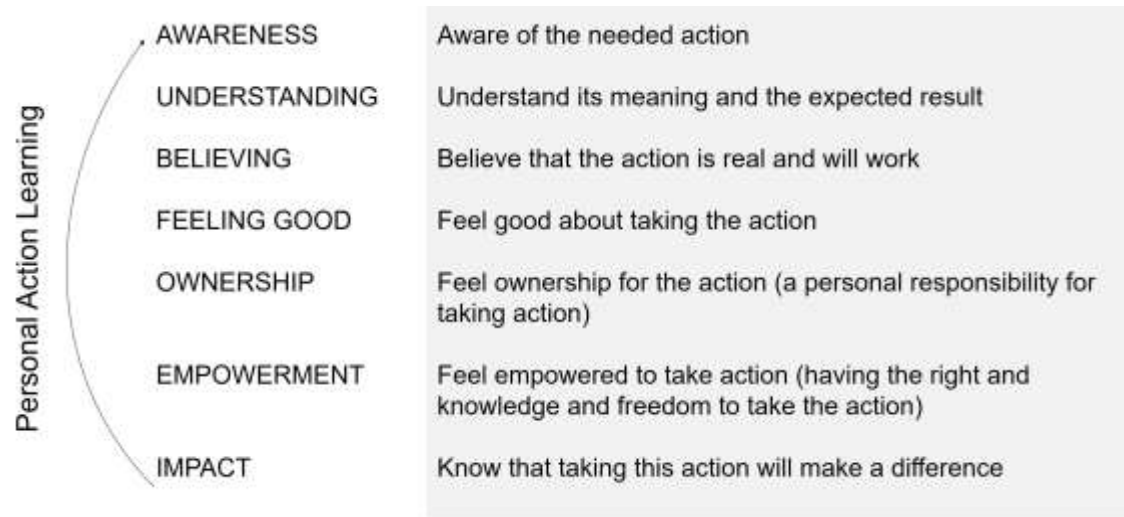 Personal Action Learning
AWARENESS Aware of the needed action
UNDERSTANDING Understand its meaning and the expected result
BELIEVING Believe that the action is real and will work
FEELING GOOD Feel good about taking the action
OWNERSHIP Feel ownership for the action (a personal responsibility for
taking action)
EMPOWERMENT Feel empowered to take action (having the right and
knowledge and freedom to take the action)
IMPACT Know that taking this action will make a difference